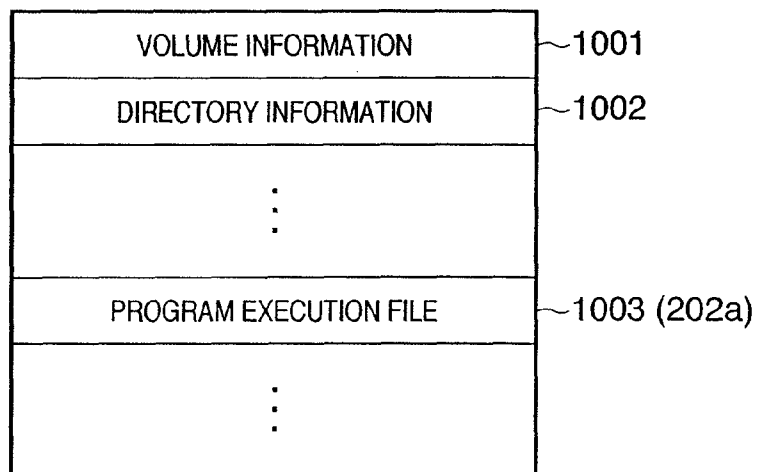 VOLUME INFORMATION 1001
DIRECTORY INFORMATION 1002
PROGRAM EXECUTION FILE 1003 (202a)